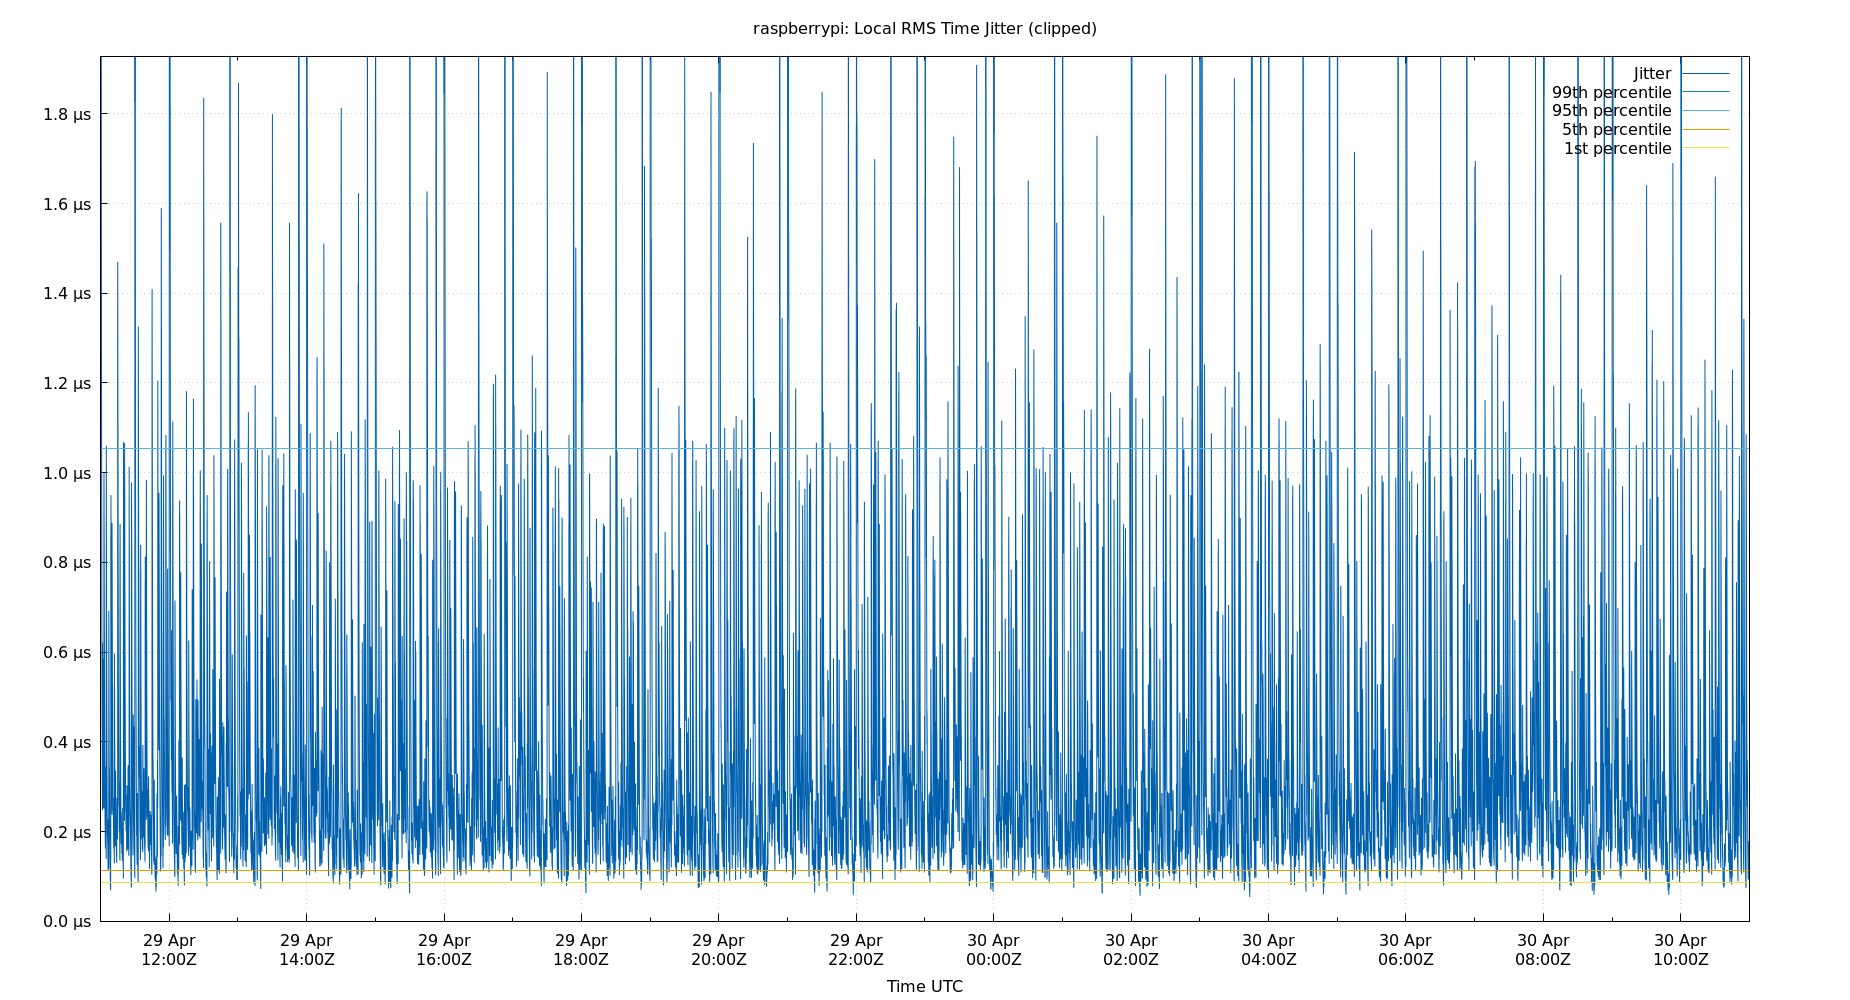 raspberrypi: Local RMS Time Jitter (clipped)
Jitter
99th percentile
95th percentile
5th percentile
1st percentile
1.8 µs
1.6 µs
1.4 µs
1.2 µs
1.0 µs
0.8 µs
0.6 µs
0.4 µs
0.2 µs
0.0 µs
29 Apr 29 Apr 29 Apr 29 Apr 29 Apr 29 Apr 30 Apr 30 Apr 30 Apr 30 Apr 30 Apr 30 Apr
12:00Z 14:00Z 16:00Z 18:00Z 20:00Z 22:00Z 00:00Z 02:00Z 04:00Z 06:00Z 08:00Z 10:00Z
Time UTC